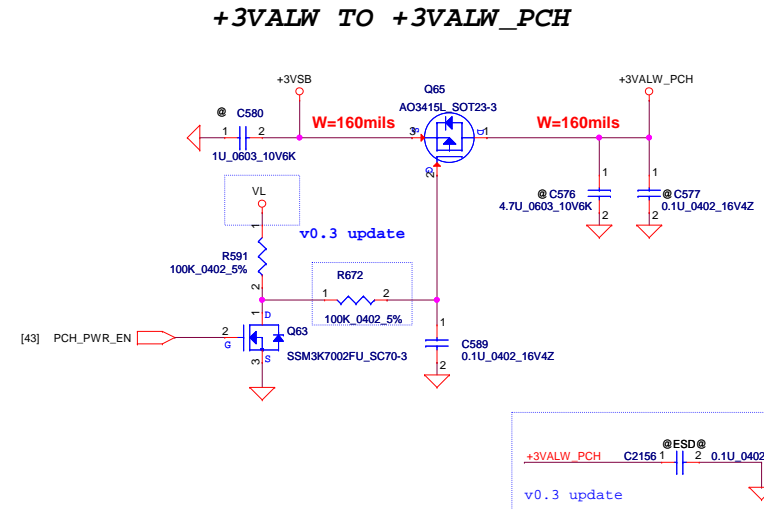 +3VALW TO +3VALW_PCH
+3VSB
+3VALW_PCH
Q65
AO3415L_SOT23-3
@ C580
1 2
1U_0603_10V6K
W=160mils
3 S
D 1
G
2
W=160mils
1
@ C576
4.7U_0603_10V6K
2
1
@ C577
0.1U_0402_16V4Z
2
VL
v0.3 update
1
R591
100K_0402_5%
2
R672
1 2
100K_0402_5%
[43] PCH_PWR_EN
2
G
1
D
Q63
S
3
SSM3K7002FU_SC70-3
1
C589
0.1U_0402_16V4Z
2
@ESD@
+3VALW_PCH C2156 1 2 0.1U_0402
v0.3 update